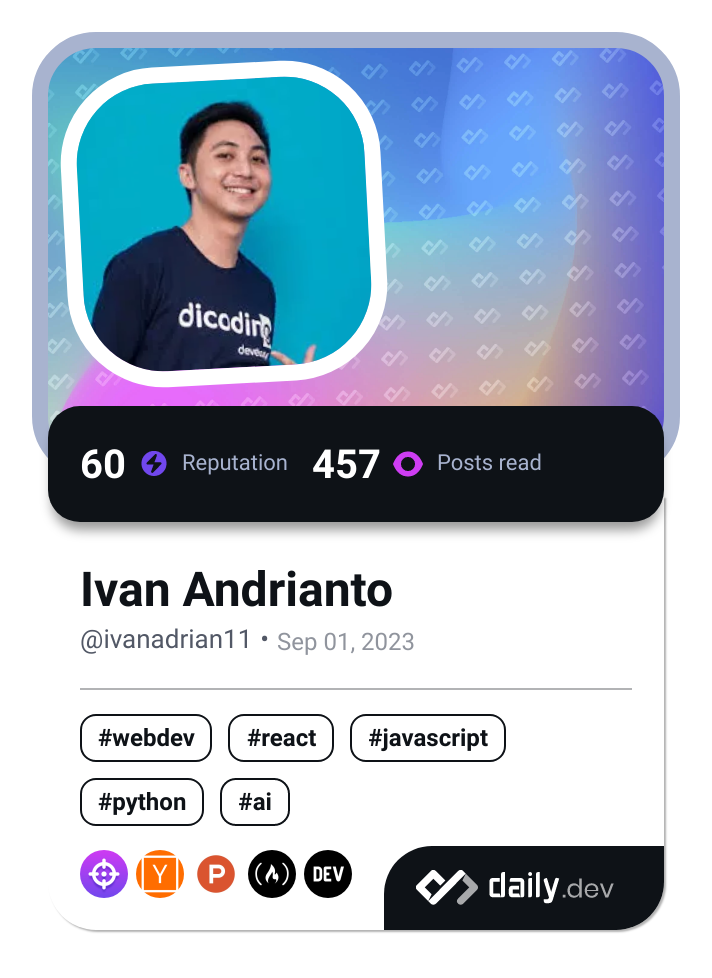 dicoding
60 Reputation 457 Posts read
Ivan Andrianto
@ivanadrian11 • Sep 01, 2023
#webdev #react #javascript
#python #ai
Y P DEV
daily.dev